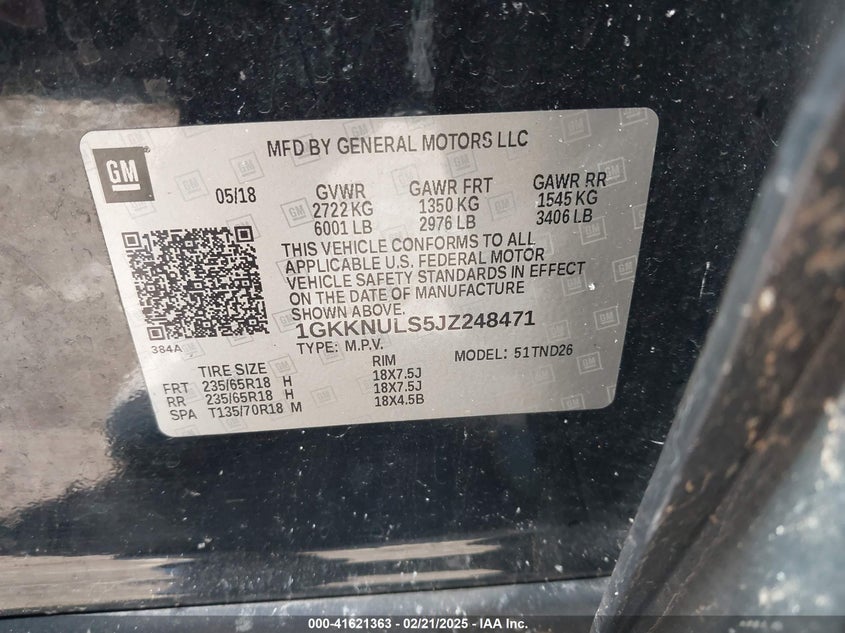 GM
MFD BY GENERAL MOTORS LLC
05/18
GVWR
2722 KG
6001 LB
GAWR FRT
1350 KG
2976 LB
GAWR RR
1545 KG
3406 LB
THIS VEHICLE CONFORMS TO ALL
APPLICABLE U.S. FEDERAL MOTOR
VEHICLE SAFETY STANDARDS IN EFFECT
ON THE DATE OF MANUFACTURE
SHOWN ABOVE.
1GKKNULS5JZ248471
384A
TYPE: M.P.V.
MODEL: 51TND26
TIRE SIZE RIM
FRT 235/65R18 H 18X7.5J
RR 235/65R18 H 18X7.5J
SPA T135/70R18 M 18X4.5B
000-41621363 - 02/21/2025 - IAA Inc.